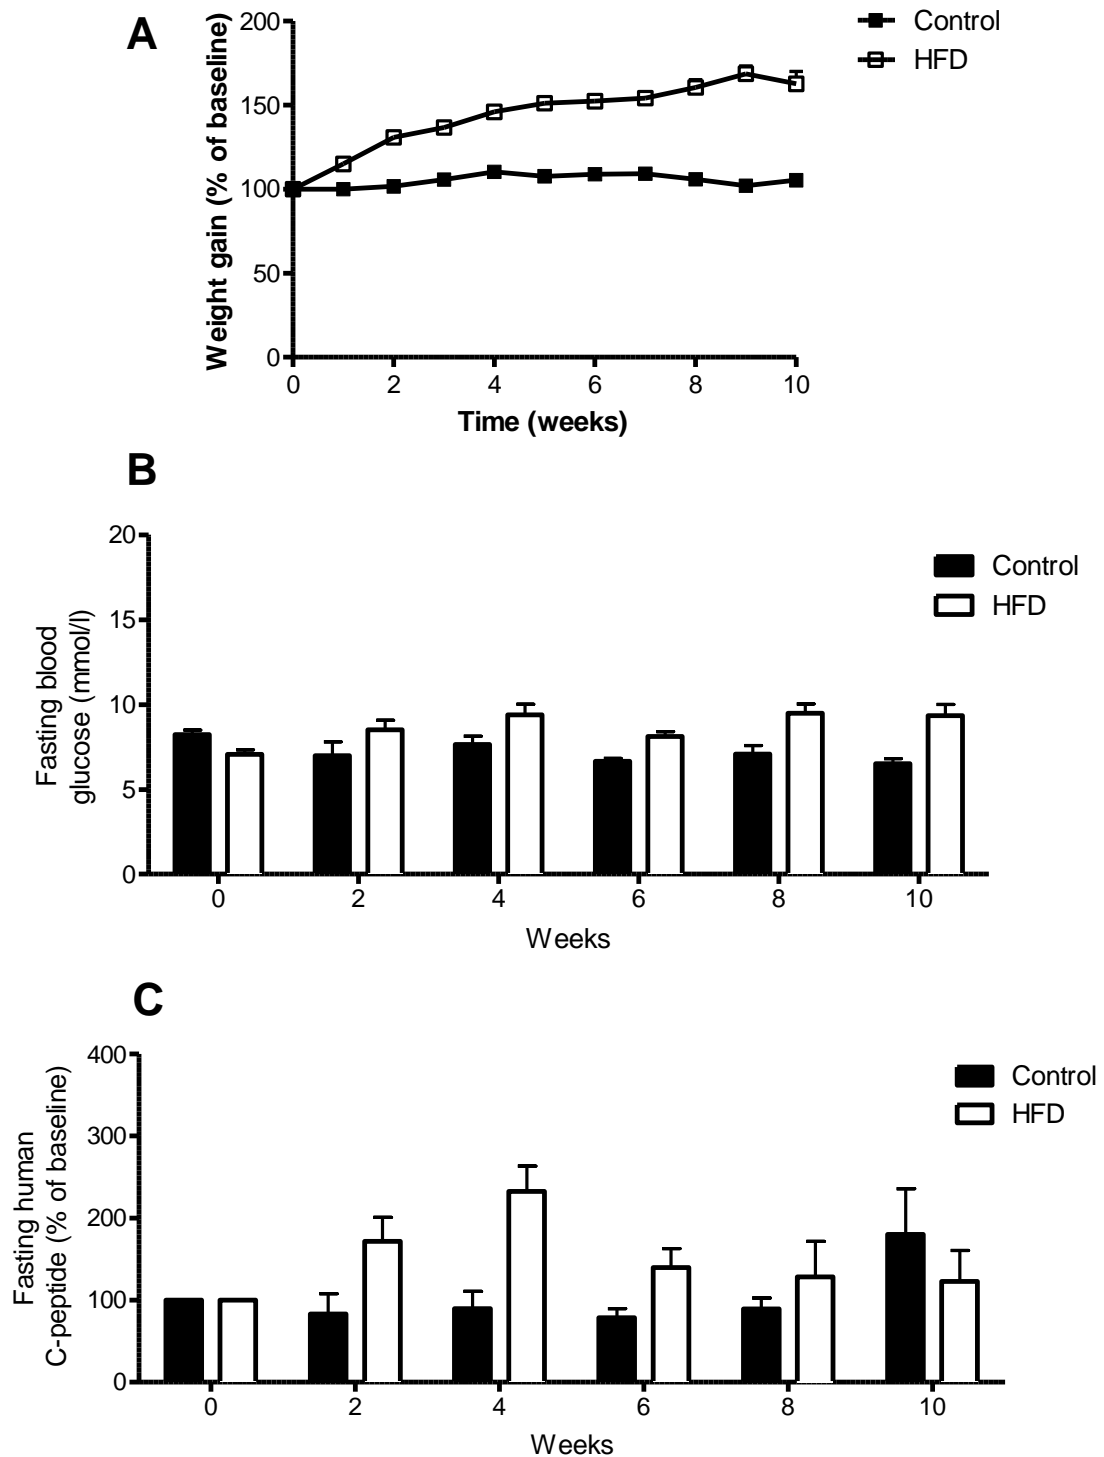 A
Weight gain (% of baseline)
200
150
100
50
0
0 2 4 6 8 10
Time (weeks)
Control
HFD
B
Fasting blood
glucose (mmol/l)
20
15
10
5
0
0 2 4 6 8 10
Weeks
Control
HFD
C
Fasting human
C-peptide (% of baseline)
400
300
200
100
0
0 2 4 6 8 10
Weeks
Control
HFD